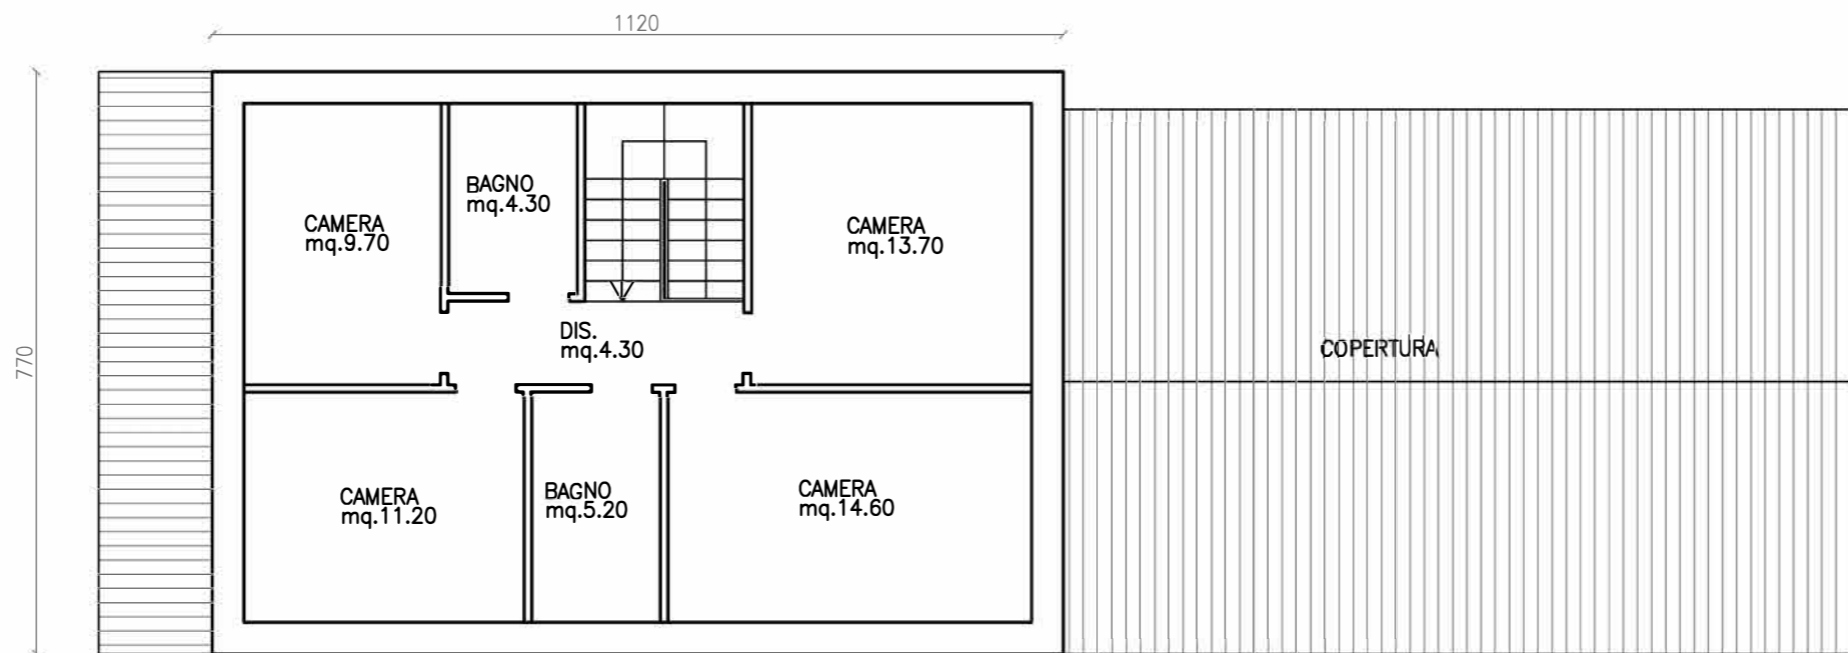 1120
770
CAMERA
mq.9.70
BAGNO
mq.4.30
CAMERA
mq.13.70
DIS.
mq.4.30
COPERTURA
CAMERA
mq.11.20
BAGNO
mq.5.20
CAMERA
mq.14.60